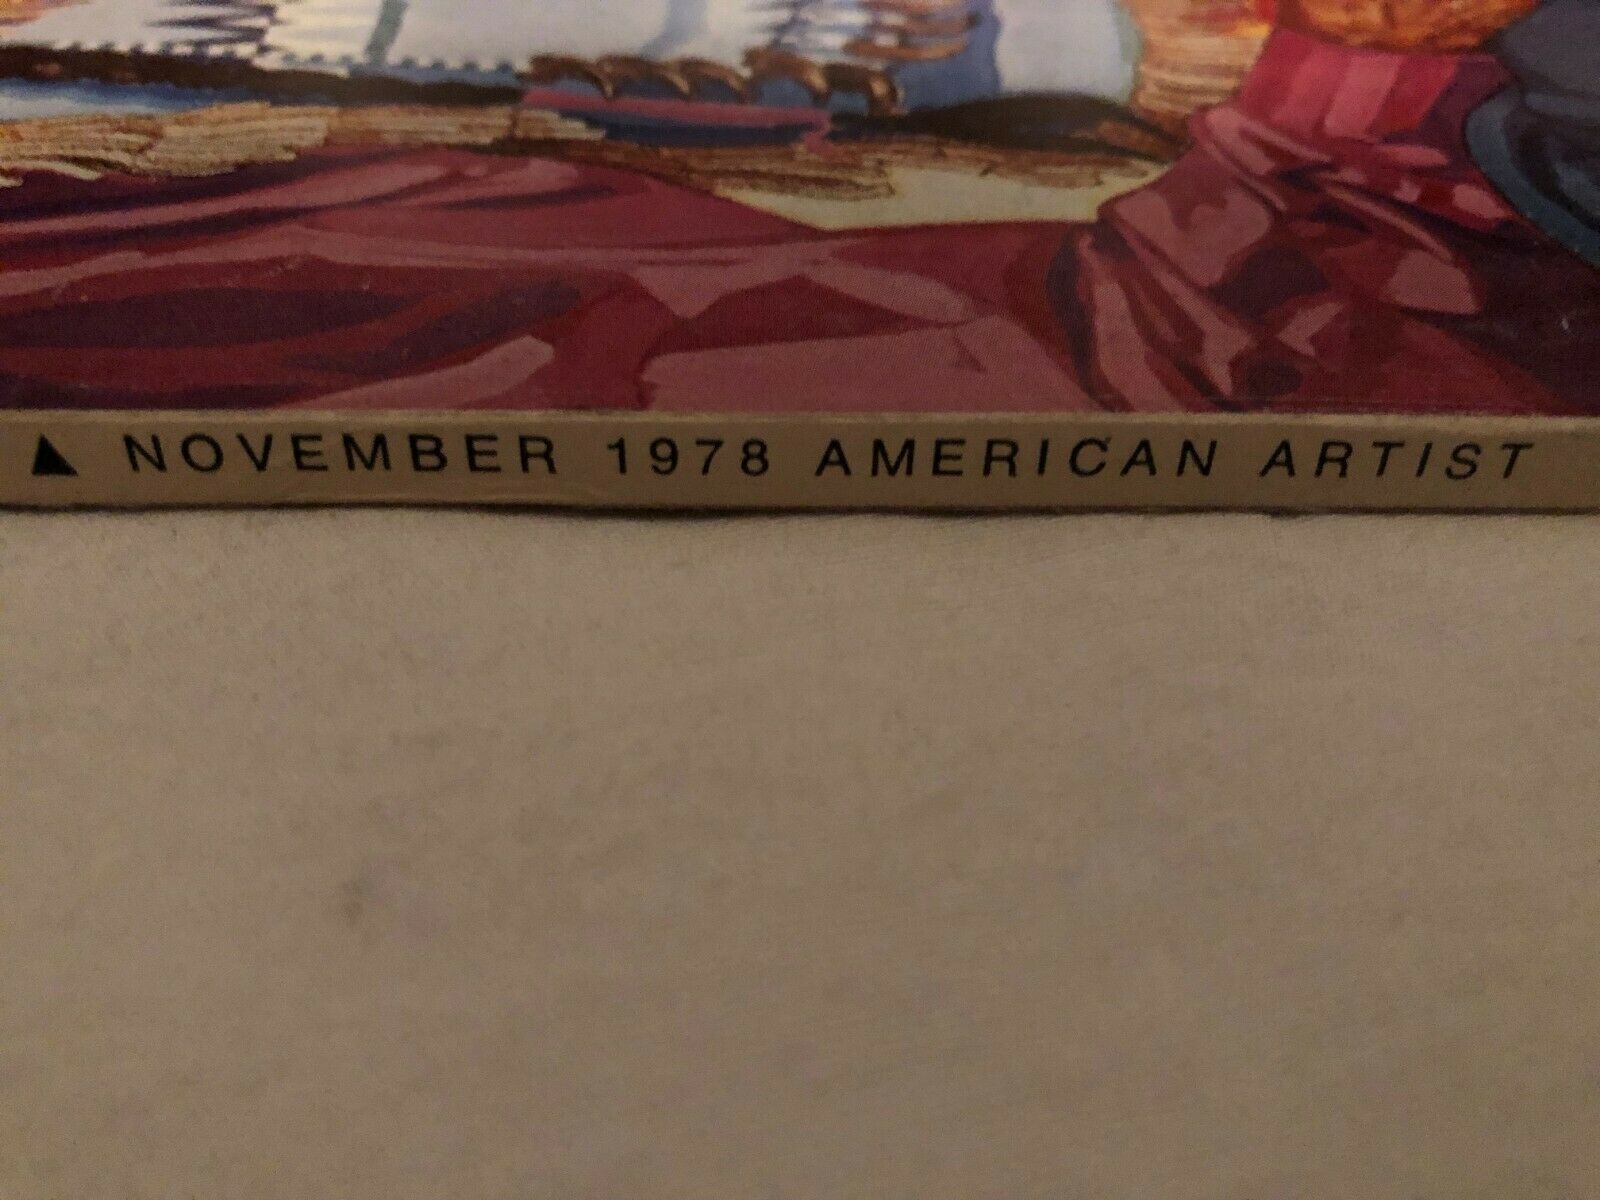 ▲ NOVEMBER 1978 AMERICAN ARTIST